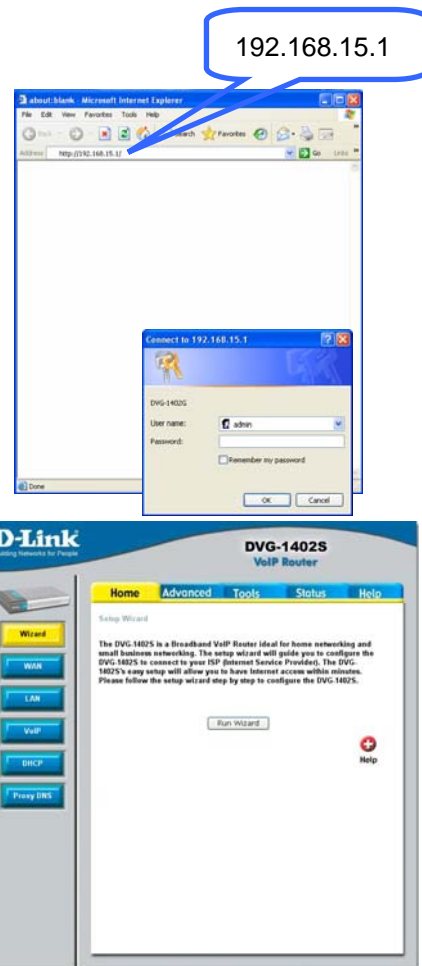 192.168.15.1
about:blank - Microsoft Internet Explorer
File Edit View Favorites Tools Help
Back Search Favorites
Address http://192.168.15.1/ Go Links
Connect to 192.168.15.1
DVG-1402G
User name: admin
Password:
Remember my password
OK Cancel
Done
D-Link
Building Networks for People
DVG-1402S
VoIP Router
Home Advanced Tools Status Help
Wizard
WAN
LAN
VoIP
DHCP
Proxy DNS
Setup Wizard
The DVG-1402S is a Broadband VoIP Router ideal for home networking and
small business networking. The setup wizard will guide you to configure the
DVG-1402S to connect to your ISP (Internet Service Provider). The DVG-
1402S's easy setup will allow you to have Internet access within minutes.
Please follow the setup wizard step by step to configure the DVG-1402S.
Run Wizard
Help